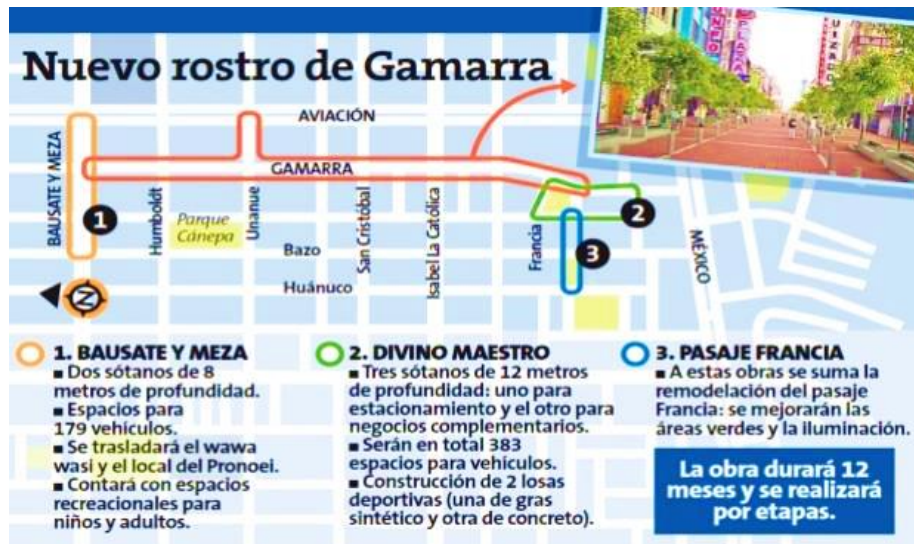 Nuevo rostro de Gamarra
AVIACIÓN
GAMARRA
BAUSATE Y MEZA
1
Humboldt
Parque
Cánepa
Unanue
Bazo
Huánuco
San Cristóbal
Isabel La Católica
Francia
2
3
MÉXICO
N
1. BAUSATE Y MEZA
■ Dos sótanos de 8
metros de profundidad.
■ Espacios para
179 vehículos.
■ Se trasladará el wawa
wasi y el local del Pronoei.
■ Contará con espacios
recreacionales para
niños y adultos.
2. DIVINO MAESTRO
■ Tres sótanos de 12 metros
de profundidad: uno para
estacionamiento y el otro para
negocios complementarios.
■ Serán en total 383
espacios para vehículos.
■ Construcción de 2 losas
deportivas (una de gras
sintético y otra de concreto).
3. PASAJE FRANCIA
■ A estas obras se suma la
remodelación del pasaje
Francia: se mejorarán las
áreas verdes y la iluminación.
La obra durará 12
meses y se realizará
por etapas.